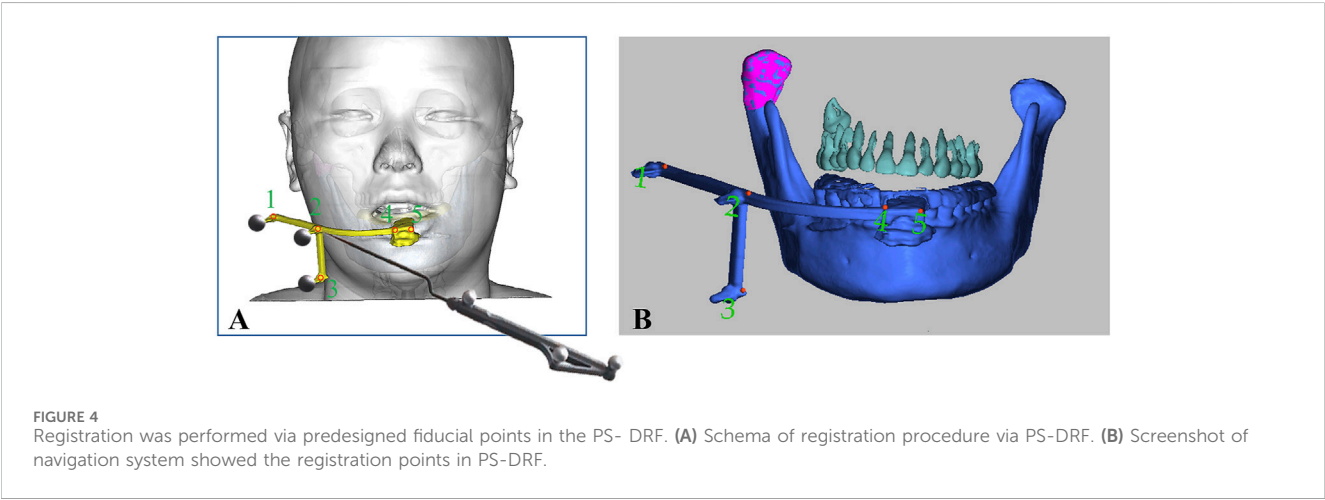 1 2 4 5
3
A
1
2 4 5
3
B
FIGURE 4
Registration was performed via predesigned fiducial points in the PS- DRF. (A) Schema of registration procedure via PS-DRF. (B) Screenshot of
navigation system showed the registration points in PS-DRF.